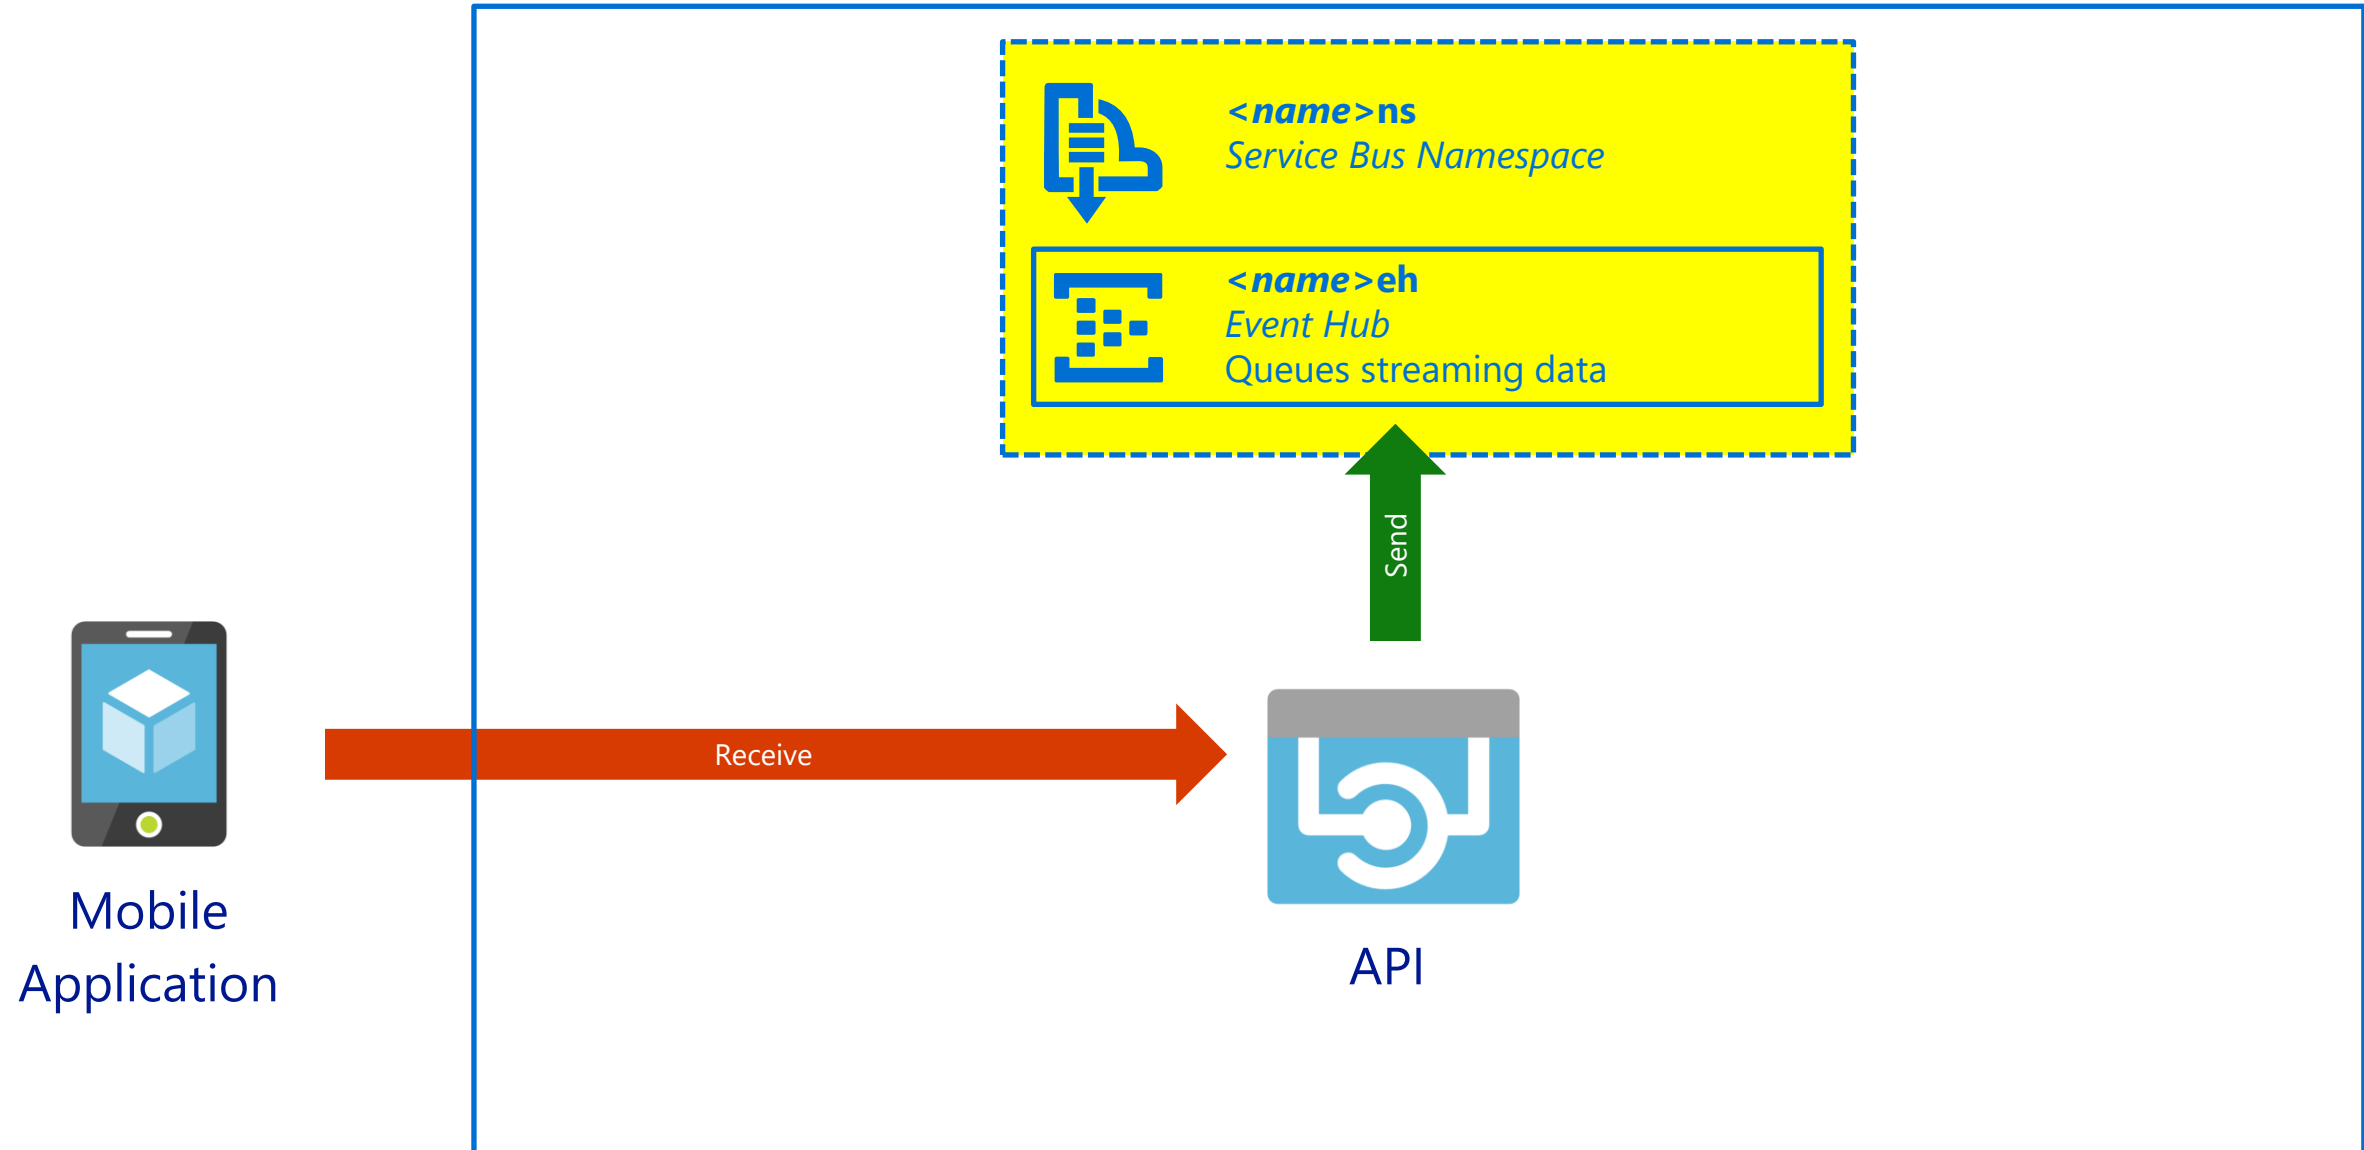 <name>ns
Service Bus Namespace
<name>eh
Event Hub
Queues streaming data
Send
Receive
Mobile
Application
API